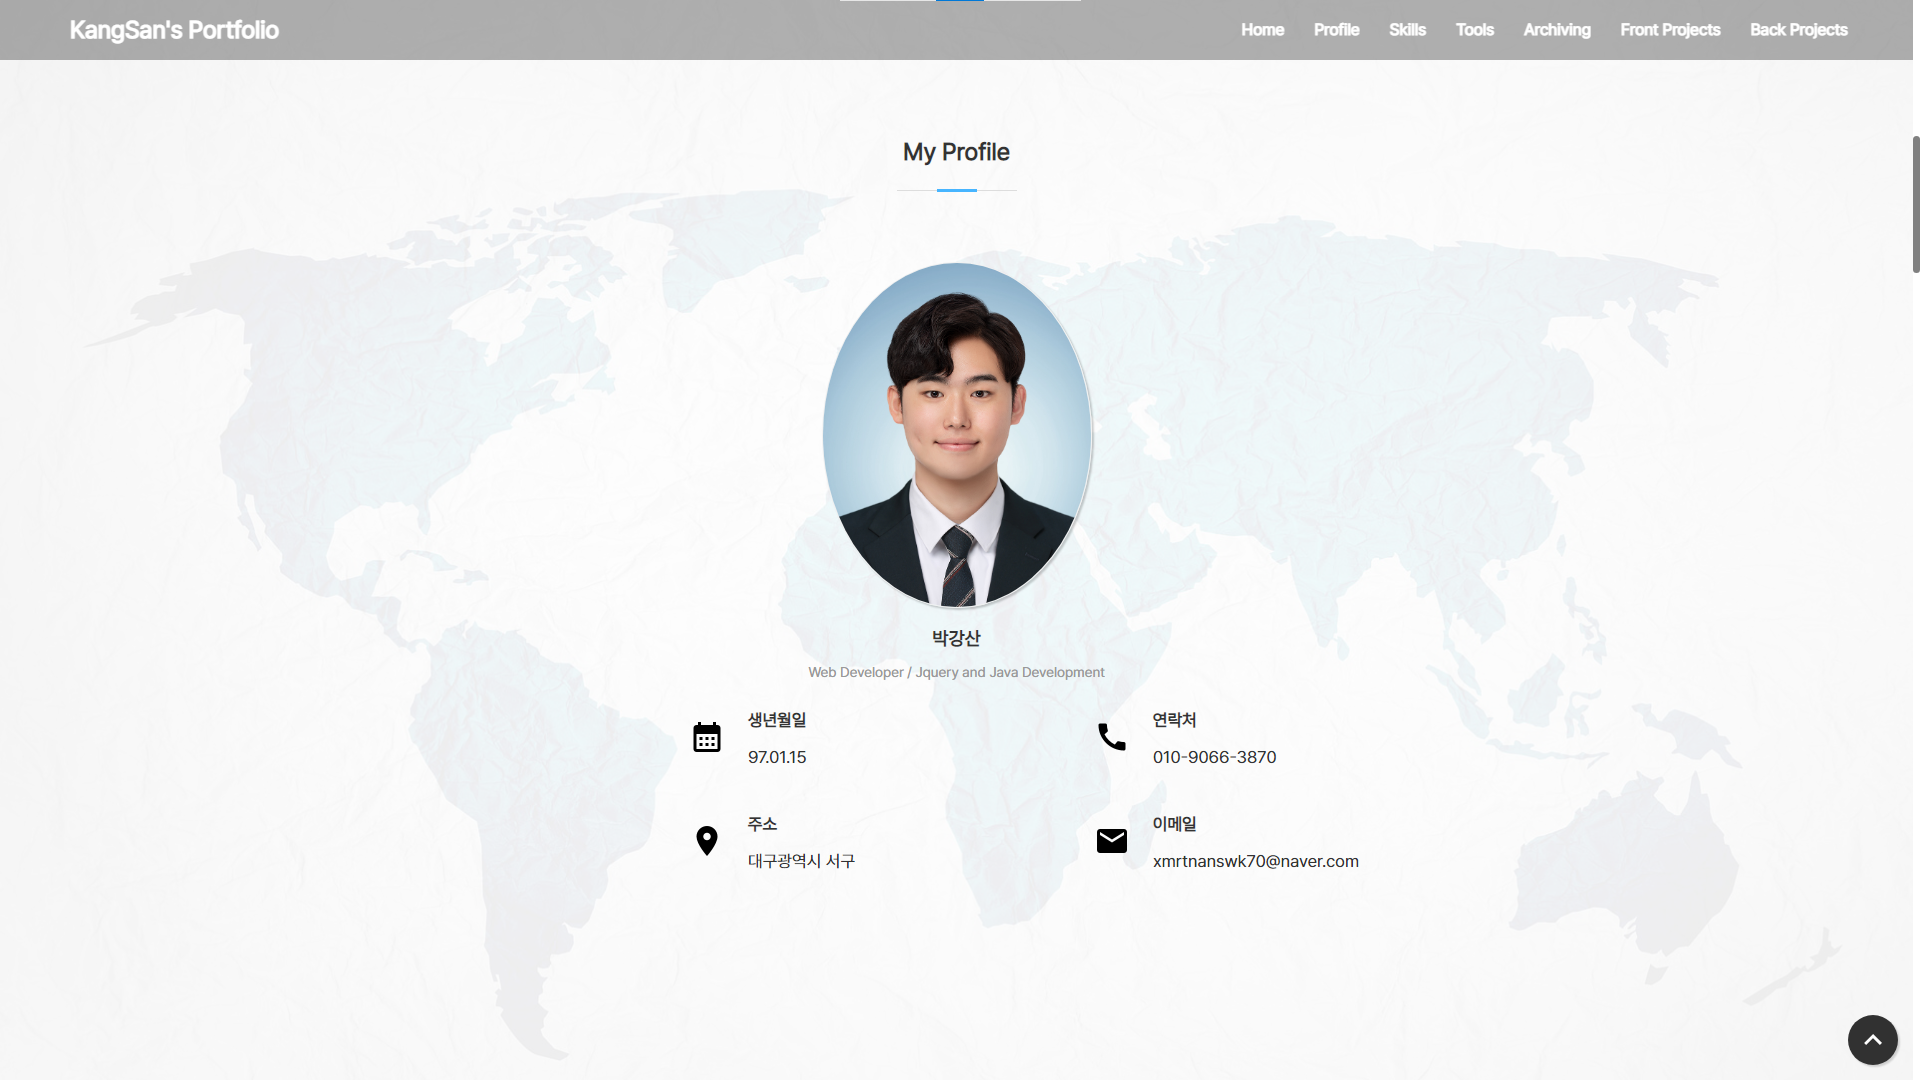 KangSan's Portfolio
Home Profile Skills Tools Archiving Front Projects Back Projects
My Profile
박강산
Web Developer / Jquery and Java Development
생년월일
97.01.15
연락처
010-9066-3870
주소
대구광역시 서구
이메일
xmrtnanswk70@naver.com